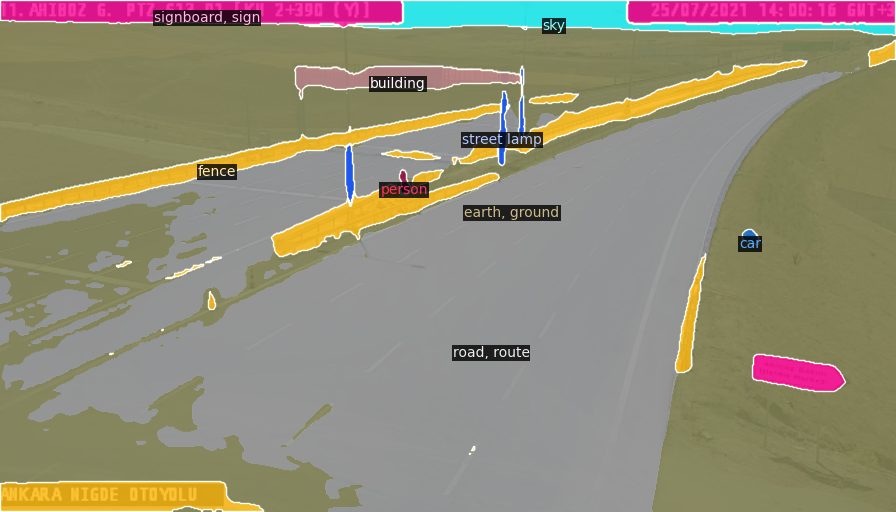 AHIBOZ G. PTZ 2+390 (Y)]
25/07/2021 14:00:16 GMT+
signboard, sign
sky
building
street lamp
fence
person
earth, ground
car
road, route
ANKARA NIGDE OTOYOLU